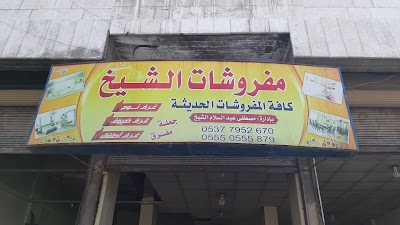 مفروشات الشيخ
كافة المفروشات الحديثة
بإدارة: مصطفى عبد السلام الشيخ
0537 7952 670
0555 0555 879
جملة
مفرق
غرف نوم
غرف ضيوف
غرف أطفال